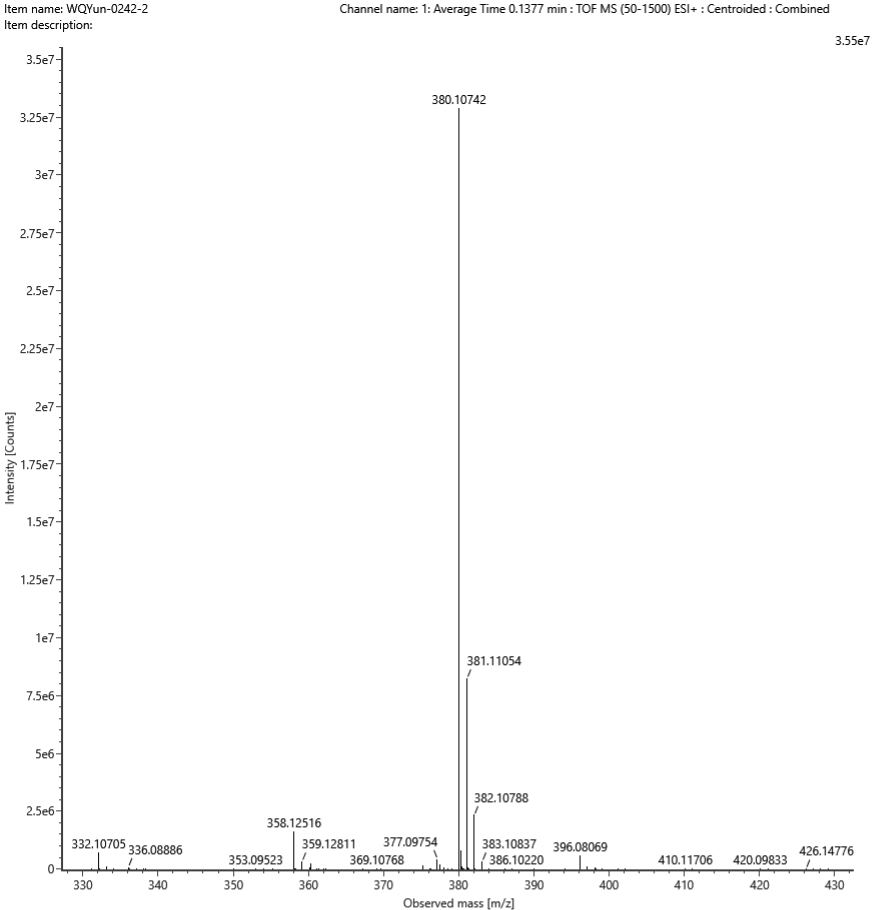 Item name: WQYun-0242-2
Channel name: 1: Average Time 0.1377 min : TOF MS (50-1500) ESI+ : Centroided : Combined
Item description:
3.55e7
3.5e7
380.10742
3.25e7
3e7
2.75e7
2.5e7
2.25e7
2e7
1.75e7
1.5e7
1.25e7
1e7
381.11054
7.5e6
5e6
382.10788
2.5e6
358.12516
332.10705
336.08886
359.12811
377.09754
383.10837
396.08069
426.14776
353.09523
369.10768
386.10220
410.11706
420.09833
0
330
340
350
360
370
380
390
400
410
420
430
Observed mass [m/z]
Intensity [Counts]